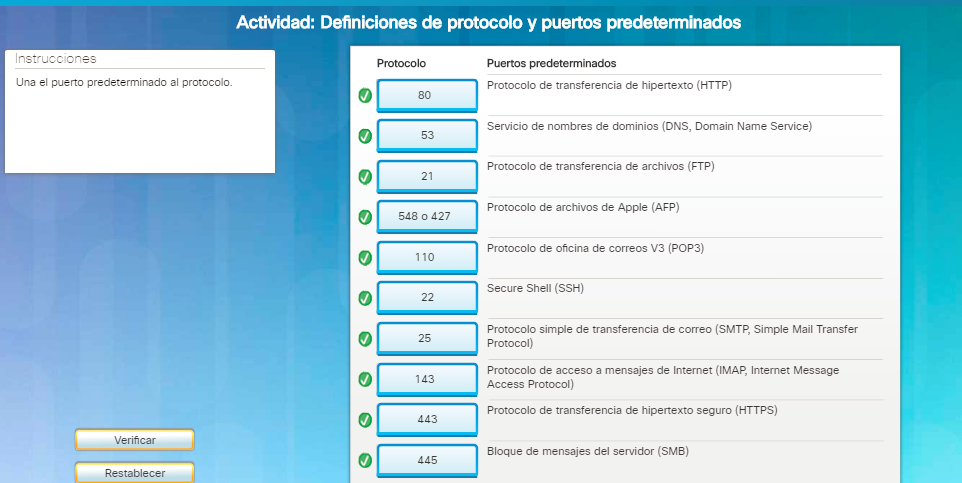 Actividad: Definiciones de protocolo y puertos predeterminados
Instrucciones
Una el puerto predeterminado al protocolo.
Protocolo Puertos predeterminados
80 Protocolo de transferencia de hipertexto (HTTP)
53 Servicio de nombres de dominios (DNS, Domain Name Service)
21 Protocolo de transferencia de archivos (FTP)
548 o 427 Protocolo de archivos de Apple (AFP)
110 Protocolo de oficina de correos V3 (POP3)
22 Secure Shell (SSH)
25 Protocolo simple de transferencia de correo (SMTP, Simple Mail Transfer
Protocol)
143 Protocolo de acceso a mensajes de Internet (IMAP, Internet Message
Access Protocol)
443 Protocolo de transferencia de hipertexto seguro (HTTPS)
445 Bloque de mensajes del servidor (SMB)
Verificar
Restablecer